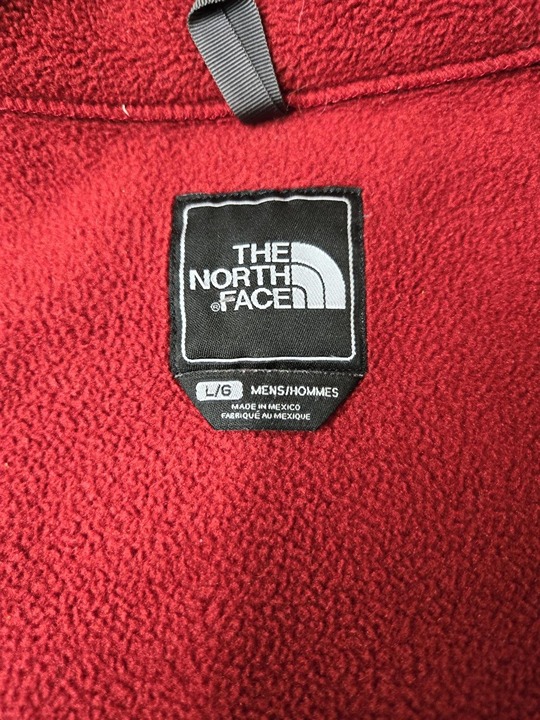 THE
NORTH
®FACE
L/G MENS/HOMMES
MADE IN MEXICO
FABRIQUÉ AU MEXIQUE